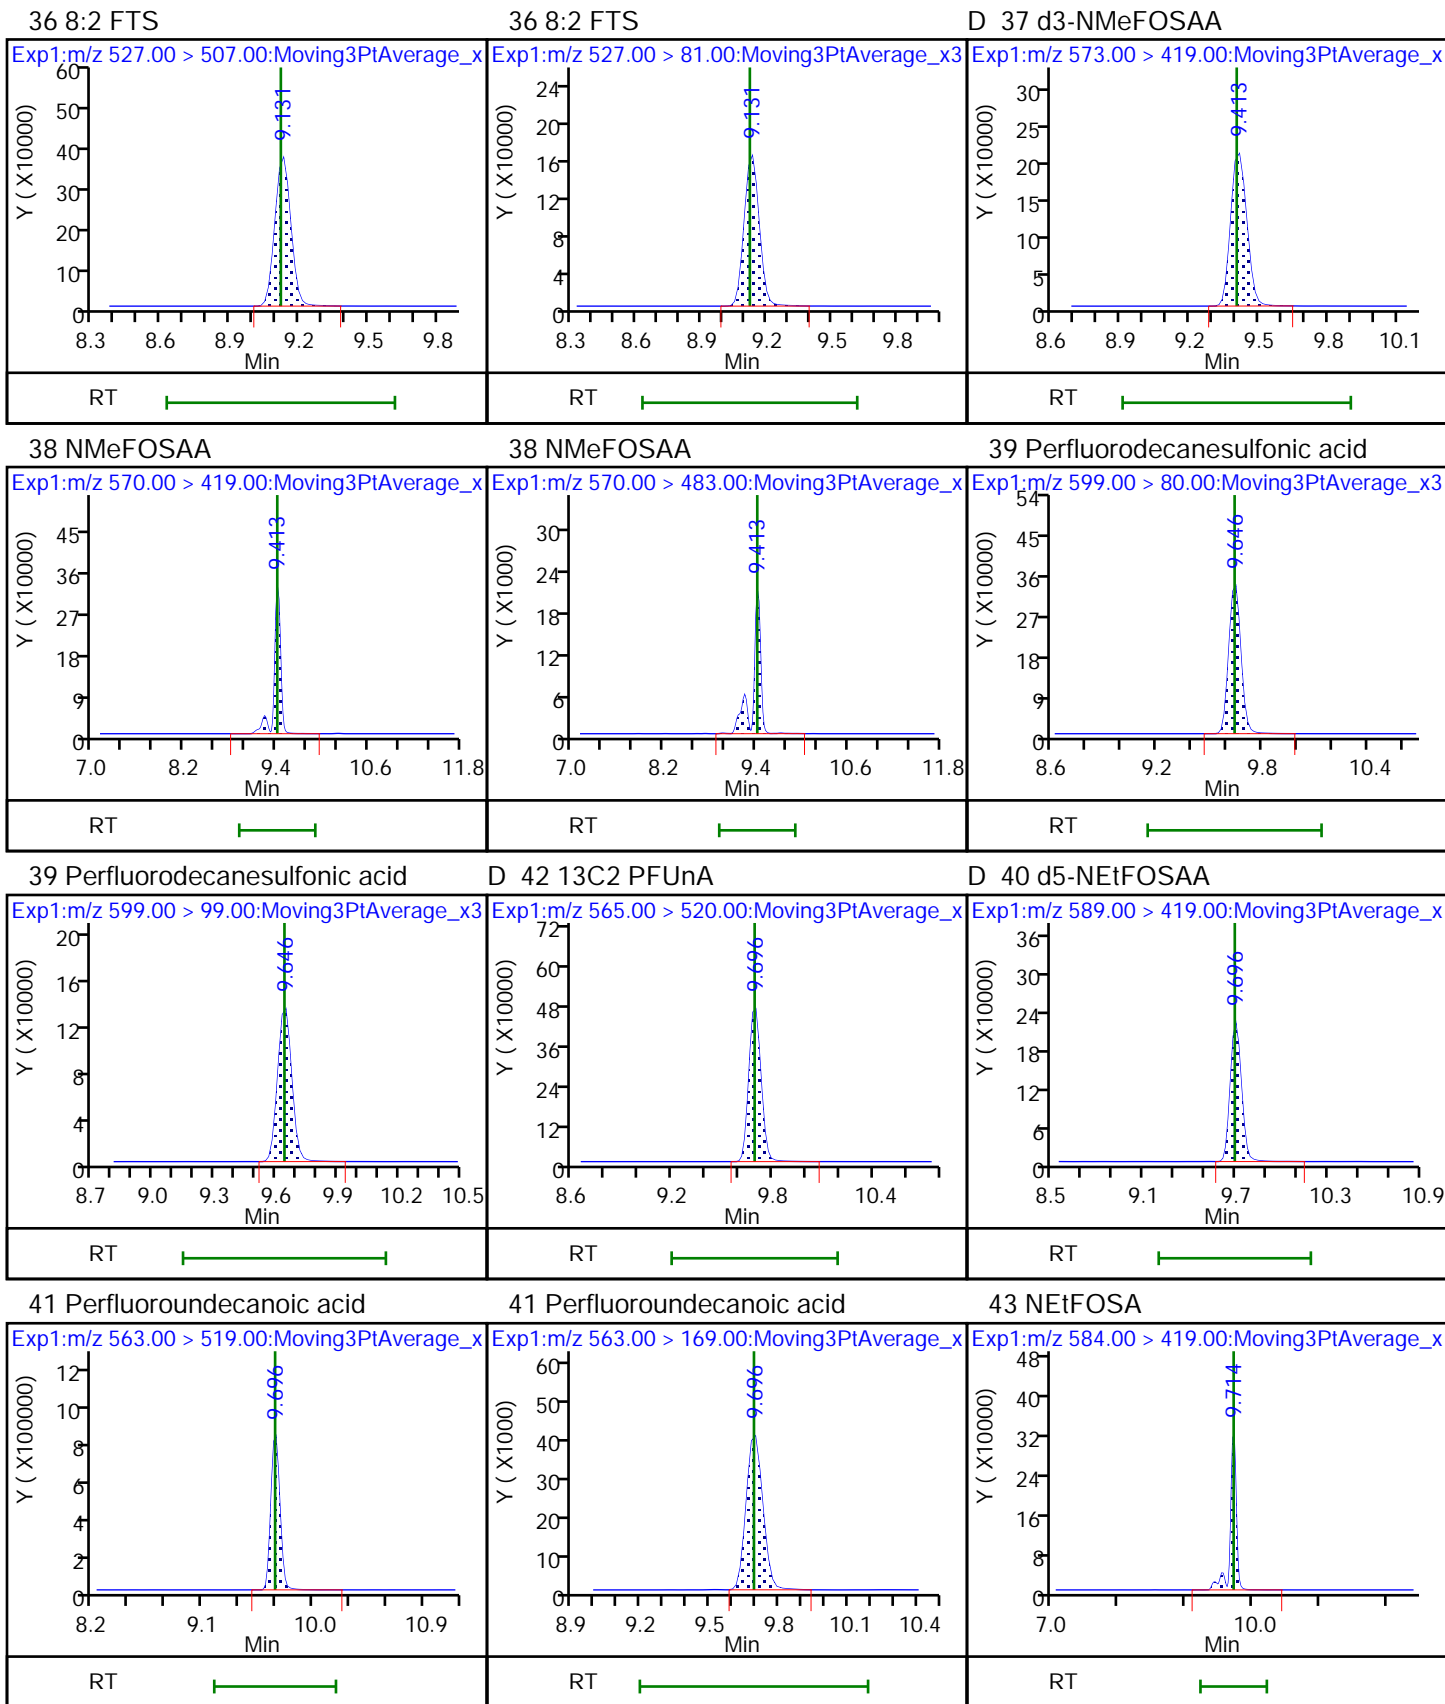 36 8:2 FTS
Exp1:m/z 527.00 > 507.00:Moving3PtAverage_x
Y ( X10000)
60
50
40
30
20
10
0
9.131
8.3 8.6 8.9 9.2 9.5 9.8
Min
RT
36 8:2 FTS
Exp1:m/z 527.00 > 81.00:Moving3PtAverage_x3
Y ( X10000)
24
20
16
12
8
4
0
9.131
8.3 8.6 8.9 9.2 9.5 9.8
Min
RT
D 37 d3-NMeFOSAA
Exp1:m/z 573.00 > 419.00:Moving3PtAverage_x
Y ( X10000)
30
25
20
15
10
5
0
9.413
8.6 8.9 9.2 9.5 9.8 10.1
Min
RT
38 NMeFOSAA
Exp1:m/z 570.00 > 419.00:Moving3PtAverage_x
Y ( X10000)
45
36
27
18
9
0
9.413
7.0 8.2 9.4 10.6 11.8
Min
RT
38 NMeFOSAA
Exp1:m/z 570.00 > 483.00:Moving3PtAverage_x
Y ( X10000)
30
24
18
12
6
0
9.413
7.0 8.2 9.4 10.6 11.8
Min
RT
39 Perfluorodecanesulfonic acid
Exp1:m/z 599.00 > 80.00:Moving3PtAverage_x3
Y ( X10000)
54
45
36
27
18
9
0
9.646
8.6 9.2 9.8 10.4
Min
RT
39 Perfluorodecanesulfonic acid
Exp1:m/z 599.00 > 99.00:Moving3PtAverage_x3
Y ( X10000)
20
16
12
8
4
0
9.646
8.7 9.0 9.3 9.6 9.9 10.2 10.5
Min
RT
D 42 13C2 PFUnA
Exp1:m/z 565.00 > 520.00:Moving3PtAverage_x
Y ( X10000)
72
60
48
36
24
12
0
9.696
8.6 9.2 9.8 10.4
Min
RT
D 40 d5-NEtFOSAA
Exp1:m/z 589.00 > 419.00:Moving3PtAverage_x
Y ( X10000)
36
30
24
18
12
6
0
9.696
8.5 9.1 9.7 10.3 10.9
Min
RT
41 Perfluoroundecanoic acid
Exp1:m/z 563.00 > 519.00:Moving3PtAverage_x
Y ( X100000)
12
10
8
6
4
2
0
9.696
8.2 9.1 10.0 10.9
Min
RT
41 Perfluoroundecanoic acid
Exp1:m/z 563.00 > 169.00:Moving3PtAverage_x
Y ( X1000)
60
50
40
30
20
10
0
9.696
8.9 9.2 9.5 9.8 10.1 10.4
Min
RT
43 NEtFOSA
Exp1:m/z 584.00 > 419.00:Moving3PtAverage_x
Y ( X10000)
48
40
32
24
16
8
0
9.714
7.0 10.0
Min
RT